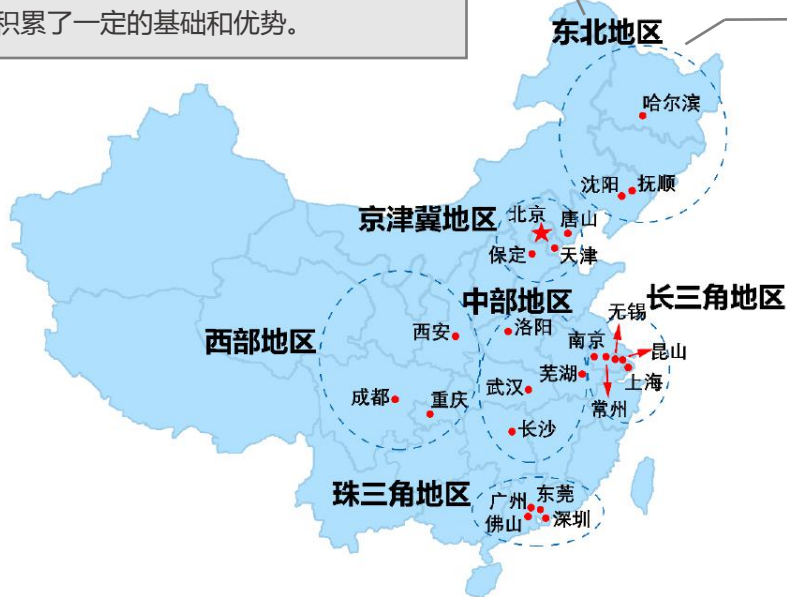 积累了一定的基础和优势。
东北地区
哈尔滨
沈阳
抚顺
京津冀地区
北京
唐山
保定
天津
中部地区
长三角地区
西部地区
西安
洛阳
无锡
南京
昆山
成都
重庆
武汉
芜湖
上海
常州
长沙
珠三角地区
广州
东莞
佛山
深圳